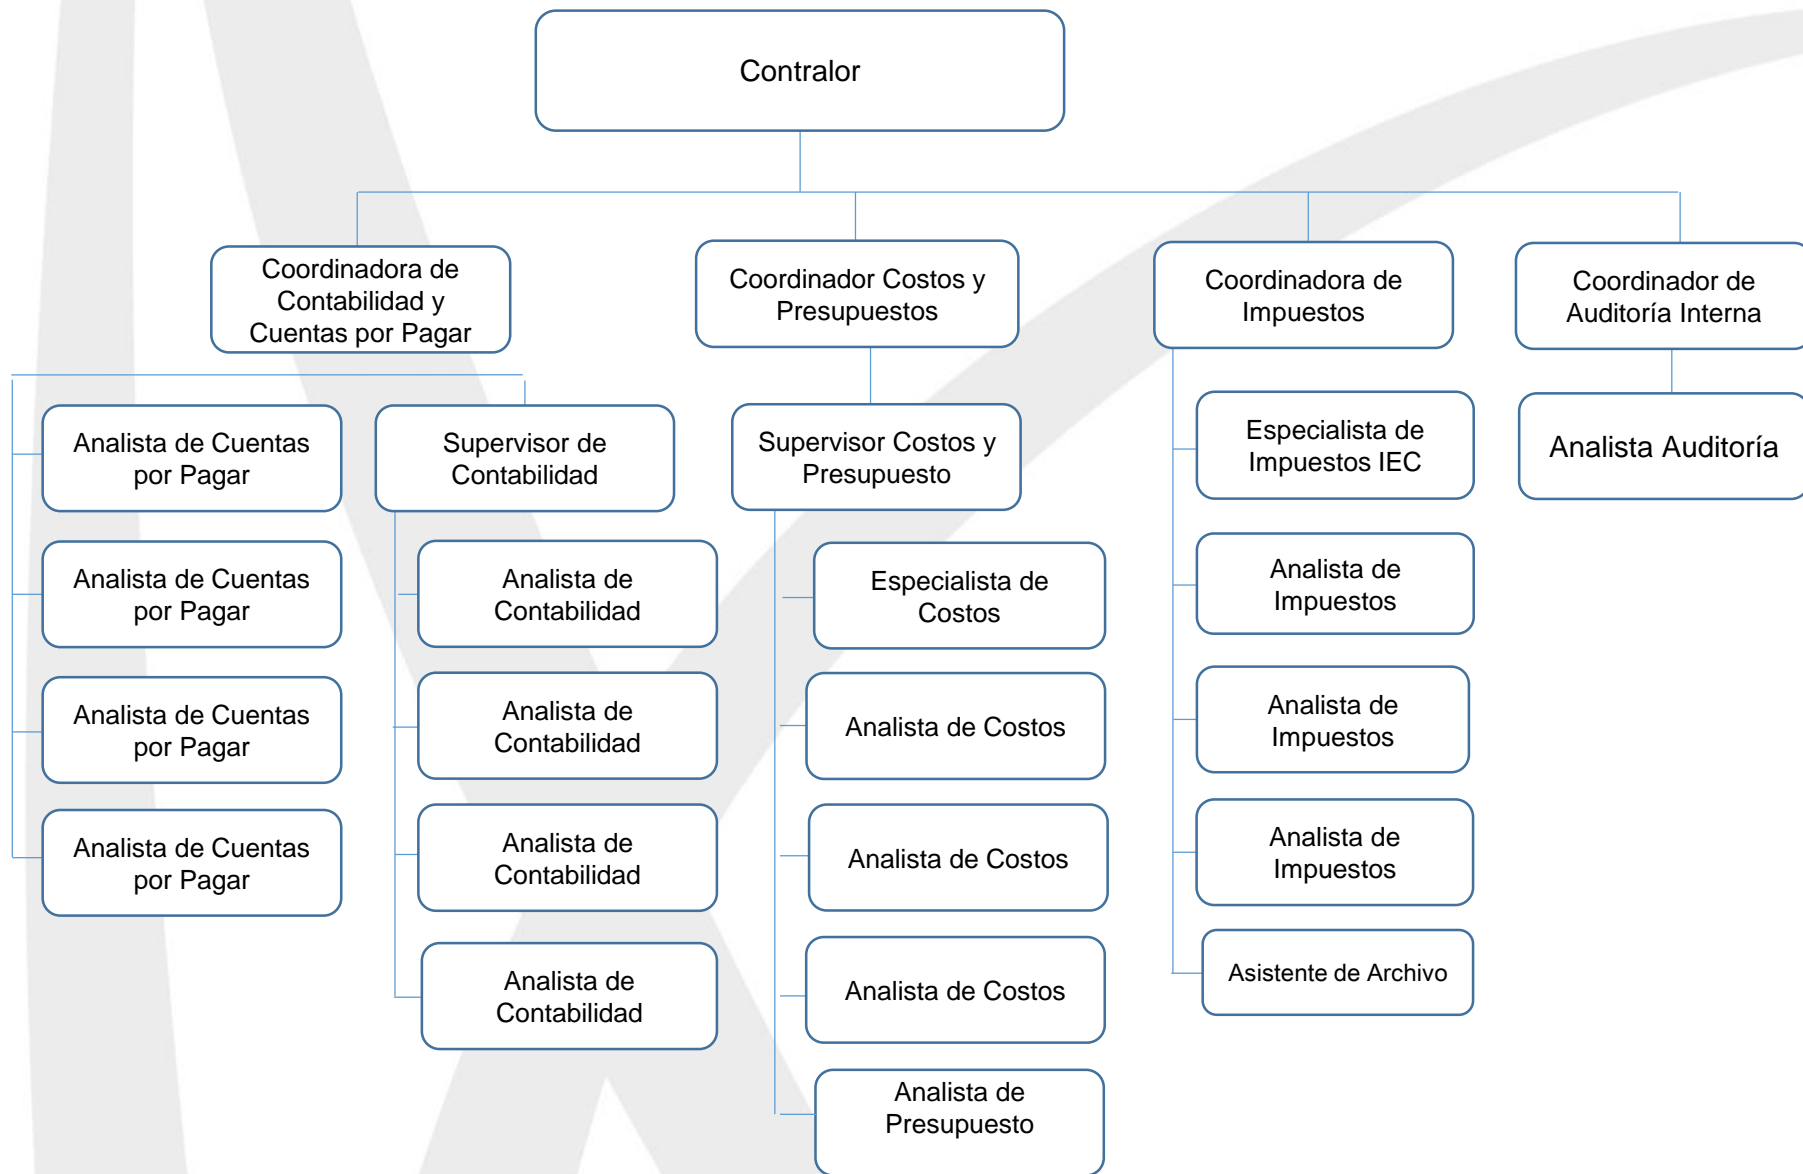 Contralor
Coordinadora de
Contabilidad y
Cuentas por Pagar
Coordinador Costos y
Presupuestos
Coordinadora de
Impuestos
Coordinador de
Auditoría Interna
Analista de Cuentas
por Pagar
Analista de Cuentas
por Pagar
Analista de Cuentas
por Pagar
Analista de Cuentas
por Pagar
Supervisor de
Contabilidad
Analista de
Contabilidad
Analista de
Contabilidad
Analista de
Contabilidad
Analista de
Contabilidad
Supervisor Costos y
Presupuesto
Especialista de
Costos
Analista de Costos
Analista de Costos
Analista de Costos
Analista de
Presupuesto
Especialista de
Impuestos IEC
Analista de
Impuestos
Analista de
Impuestos
Analista de
Impuestos
Asistente de Archivo
Analista Auditoría